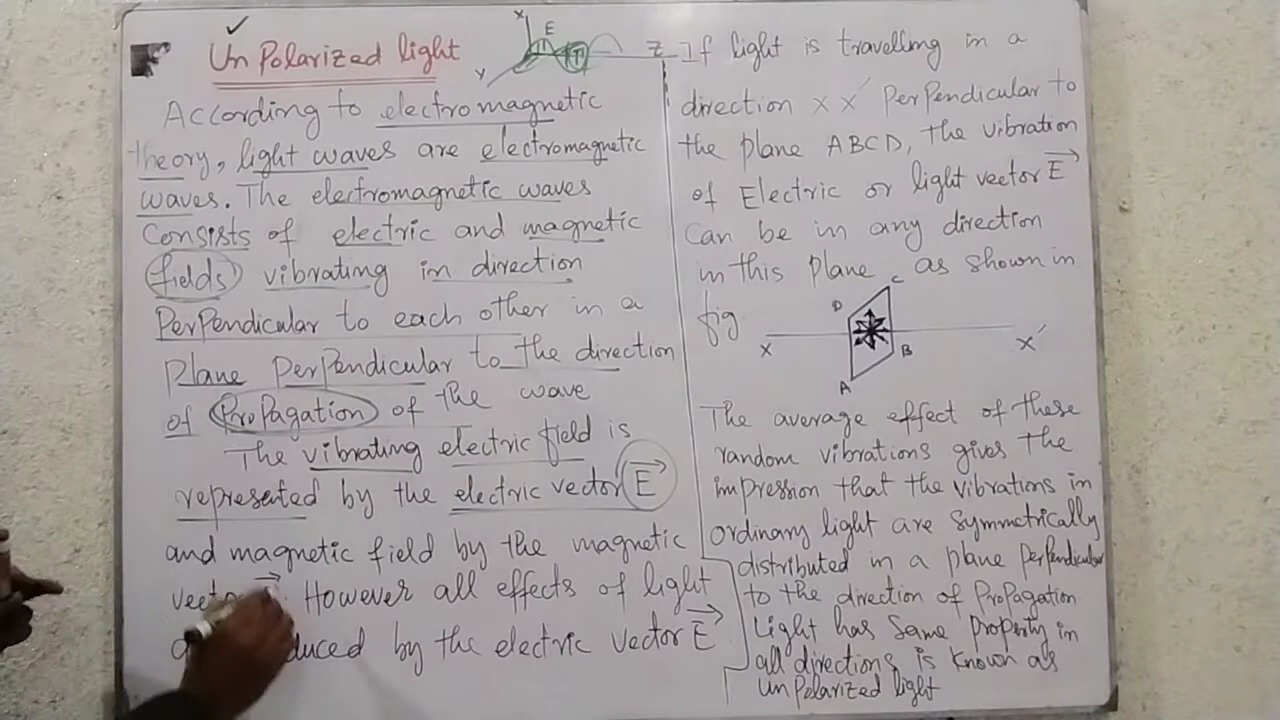 Un Polarized light
X
E
Y
Z
According to electromagnetic
theory, light waves are electromagnetic
waves. The electromagnetic waves
Consists of electric and magnetic
fields vibrating in direction
Perpendicular to each other in a
Plane perpendicular to the direction
of Propagation of the wave
The vibrating electric field is
represented by the electric vector E
and magnetic field by the magnetic
However all effects of light
by the electric vector E
If light is travelling in a
direction X X' Perpendicular to
the plane ABCD, the vibration
of Electric or light vector E
Can be in any direction
in this plane as shown in
fig
C
D
X
X'
B
A
The average effect of these
random vibrations gives the
impression that the vibrations in
ordinary light are symmetrically
distributed in a plane perpendicular
to the direction of Propagation
Light has same property in
all directions is known as
unpolarized light